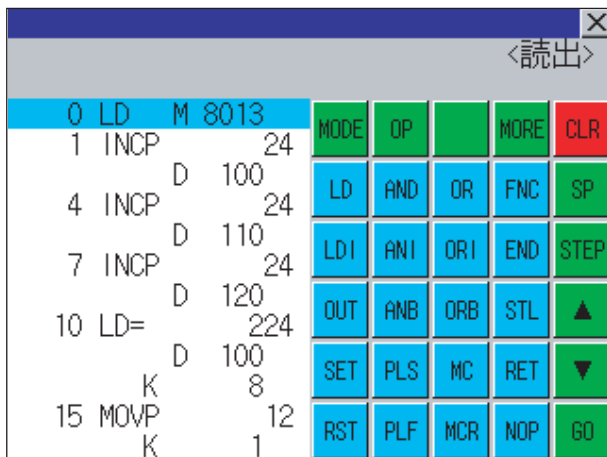 X
<読出>
0 LD M 8013
1 INCP 24
D 100
4 INCP 24
D 110
7 INCP 24
D 120
10 LD= 224
D 100
K 8
15 MOVP 12
K 1
MODE OP MORE CLR
LD AND OR FNC SP
LDI ANI ORI END STEP
OUT ANB ORB STL ▲
SET PLS MC RET ▼
RST PLF MCR NOP GO